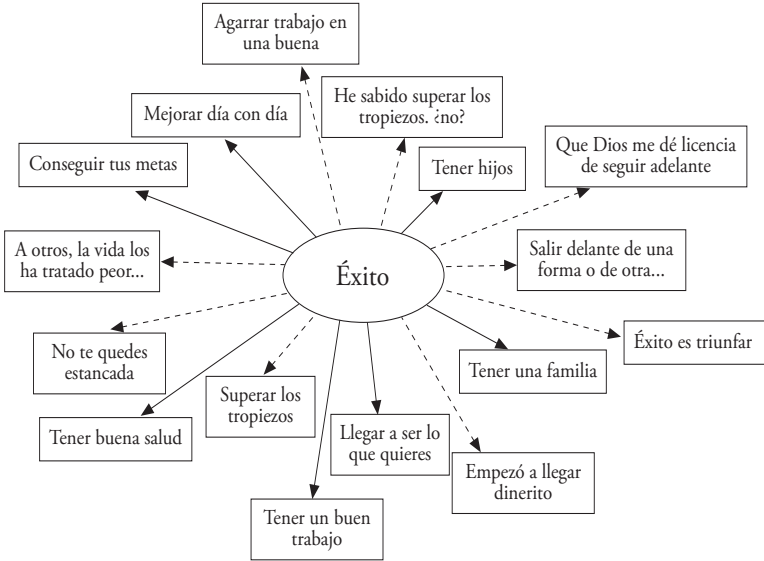 Agarrar trabajo en
una buena
He sabido superar los
tropiezos. ¿no?
Mejorar día con día
Tener hijos
Que Dios me dé licencia
de seguir adelante
Conseguir tus metas
A otros, la vida los
ha tratado peor...
Éxito
Salir delante de una
forma o de otra...
No te quedes
estancada
Éxito es triunfar
Tener una familia
Superar los
tropiezos
Tener buena salud
Llegar a ser lo
que quieres
Empezó a llegar
dinerito
Tener un buen
trabajo